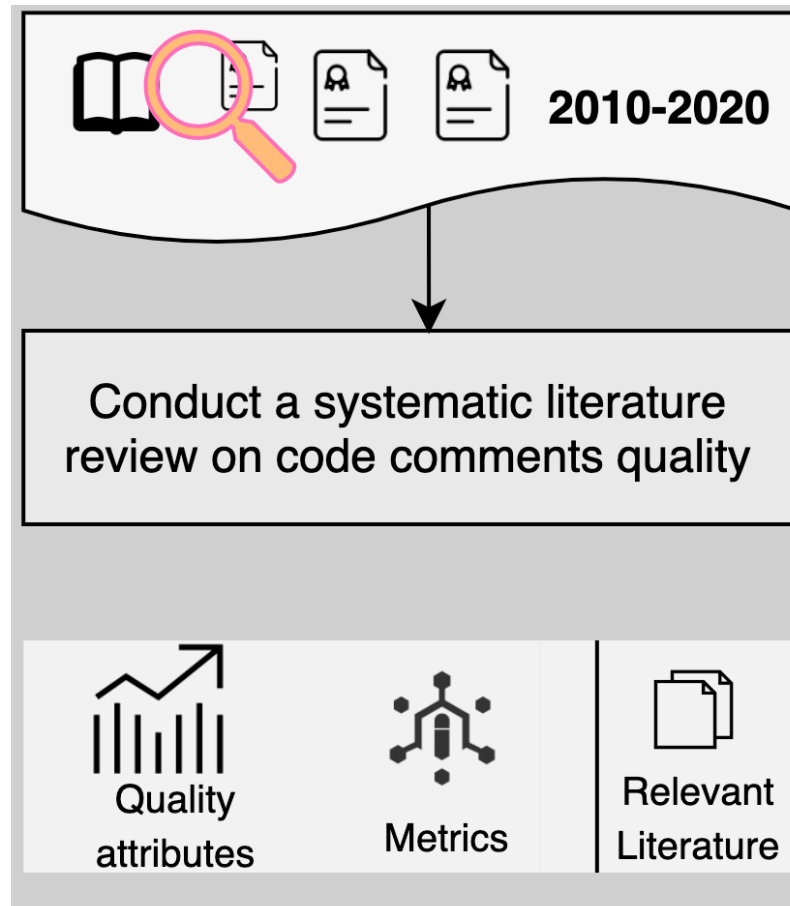 2010-2020
Conduct a systematic literature
review on code comments quality
Quality
attributes
Metrics
Relevant
Literature